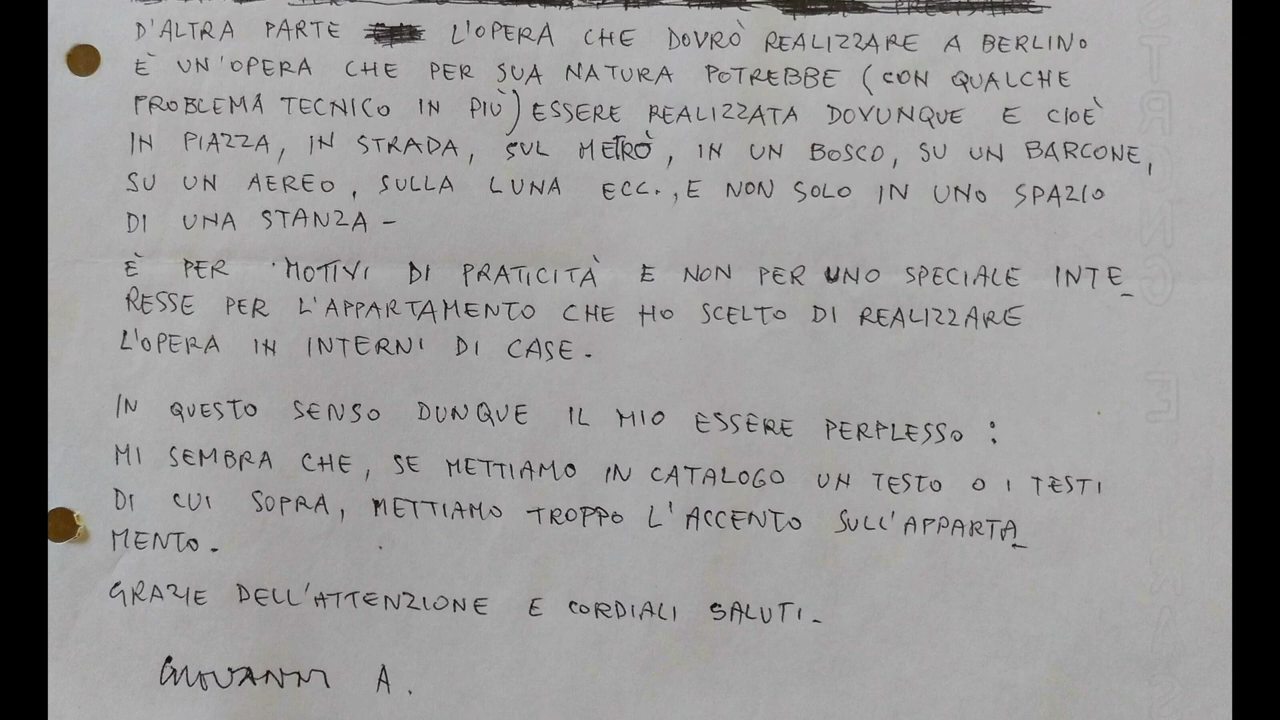 D'ALTRA PARTE L'OPERA CHE DOVRÒ REALIZZARE A BERLINO
È UN'OPERA CHE PER SUA NATURA POTREBBE (CON QUALCHE
PROBLEMA TECNICO IN PIÙ) ESSERE REALIZZATA DOVUNQUE E CIOÈ
IN PIAZZA, IN STRADA, SUL METRÒ, IN UN BOSCO, SU UN BARCONE,
SU UN AEREO, SULLA LUNA ECC., E NON SOLO IN UNO SPAZIO
DI UNA STANZA –
È PER MOTIVI DI PRATICITÀ E NON PER UNO SPECIALE INTE_
RESSE PER L'APPARTAMENTO CHE HO SCELTO DI REALIZZARE
L'OPERA IN INTERNI DI CASE.
IN QUESTO SENSO DUNQUE IL MIO ESSERE PERPLESSO :
MI SEMBRA CHE, SE METTIAMO IN CATALOGO UN TESTO O I TESTI
DI CUI SOPRA, METTIAMO TROPPO L'ACCENTO SULL'APPARTA_
MENTO.
GRAZIE DELL'ATTENZIONE E CORDIALI SALUTI.
GIOVANNI A.